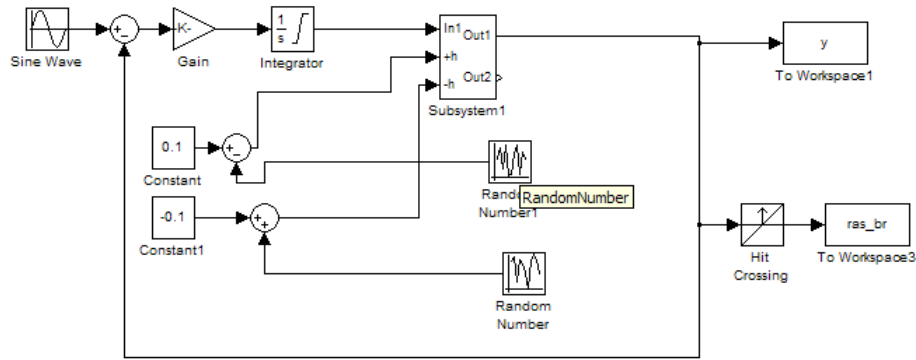 K-
1
s
In1
Out1
+h
Out2
-h
y
Sine Wave
Gain
Integrator
Subsystem1
To Workspace1
0.1
Constant
Random
Number1
RandomNumber
-0.1
Constant1
ras_br
Hit
Crossing
To Workspace3
Random
Number